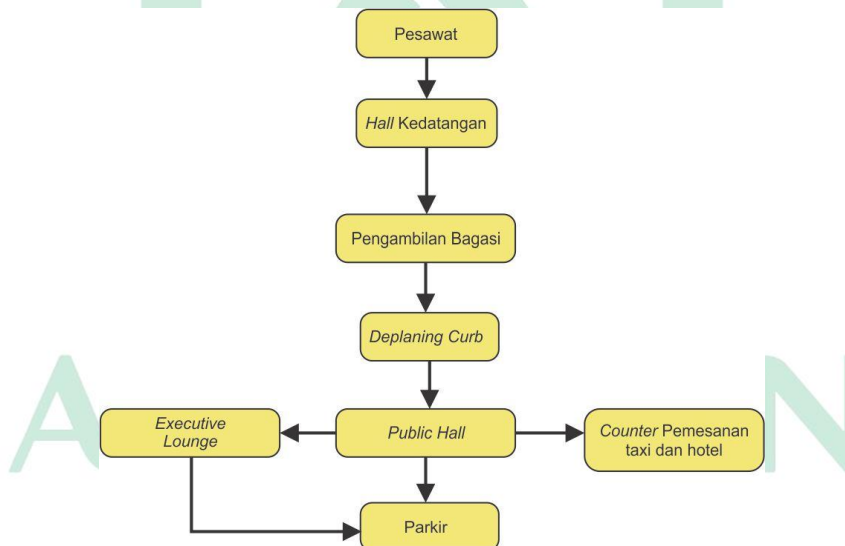 Pesawat
Hall Kedatangan
Pengambilan Bagasi
Deplaning Curb
Executive
Lounge
Public Hall
Counter Pemesanan
taxi dan hotel
Parkir